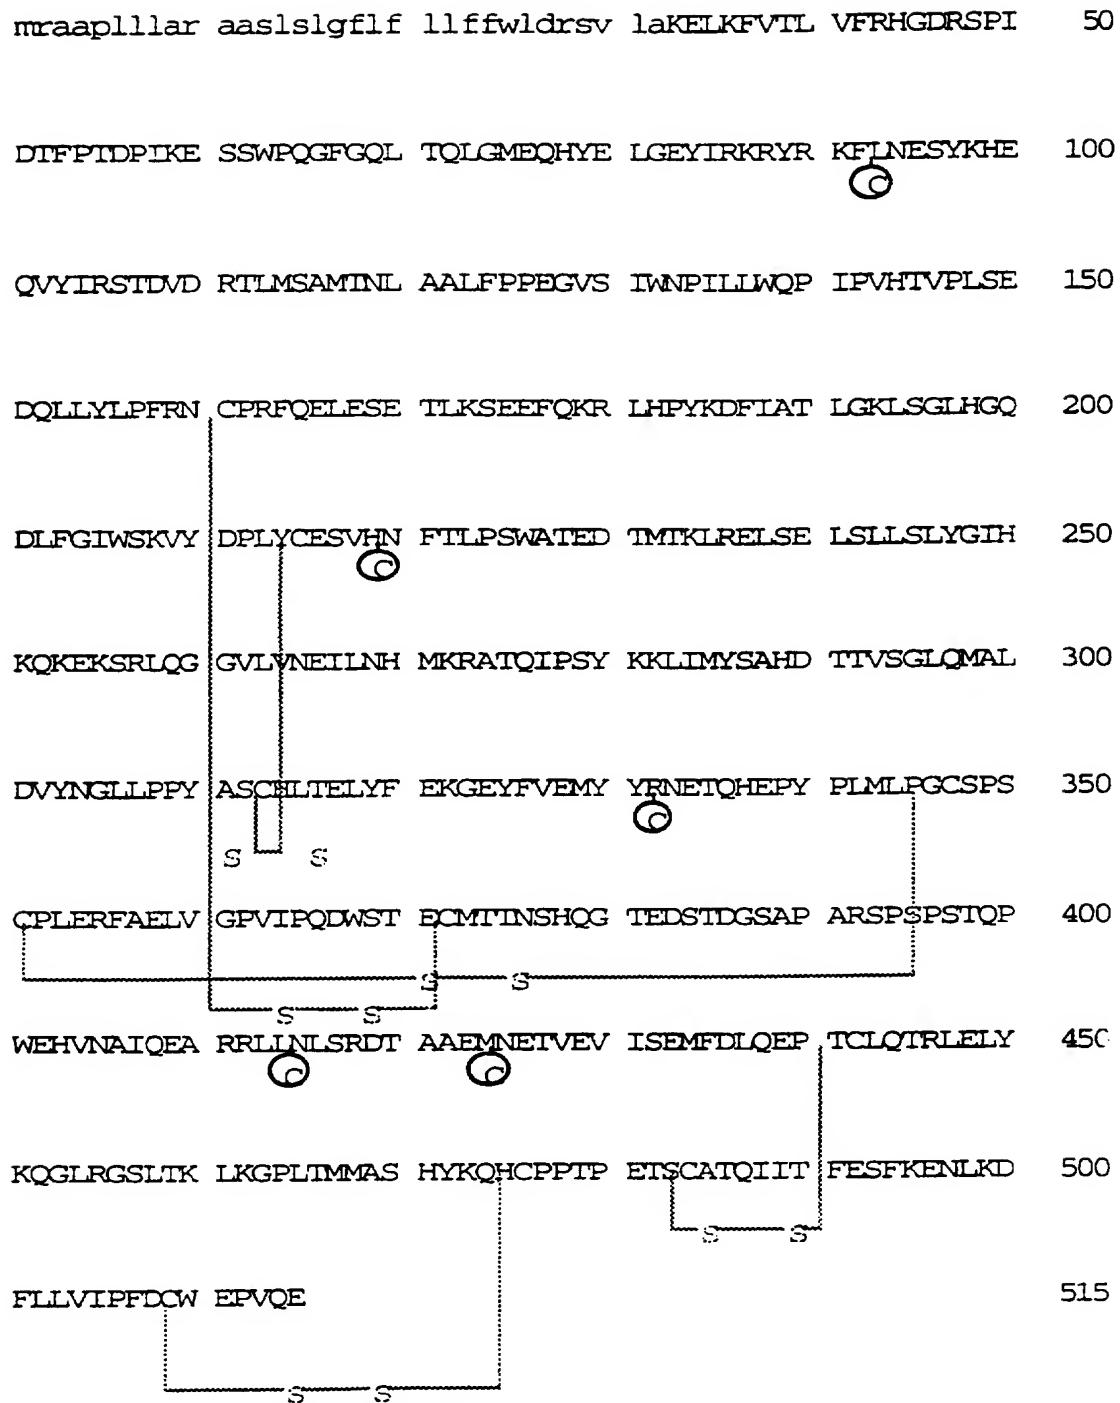 mraaplllar aaslslgflf llffwldrsv laKELKFVTL VFRHGDRSPI 50
DTFPTDPIKE SSWPQGFGQL TQLGMEQHYE LGEYIRKRYR KFLNESYKHE 100
C
QVYIRSTDVD RTLMSAMTNL AALFPPEGVS IWNPILLWQP IPVHTVPLSE 150
DQLLYLPFRN CPRFQELESE TLKSEEFQKR LHPYKDFIAT LGKLSGLHGQ 200
DLFGIWSKVY DPLYCESVHN FTLPSWATED TMTKLRELSE LSLLSLYGIH 250
C
KQKEKSRLQG GVLVNEILNH MKRATQIPSY KKLIMYSAHD TTVSGLQMAL 300
DVYNGLLPPY ASCHLTELYF EKGEYFVEMY YRNETQHEPY PLMLPGCSPS 350
C
S S
CPLERFAELV GPVIPQDWST ECMTTNSHQG TEDSTDGSAP ARSPSPSTQP 400
S S
S S
WEHVNAIQEA RRLLNLSRDT AAEMNETVEV ISEMFDLQEP TCLQTRLELY 450
C C
KQGLRGSLTK LKGPLTMMAS HYKQHCPPTP ETSCATQIIT FESFKENLKD 500
S S
FLLVIPFDCW EPVQE 515
S S